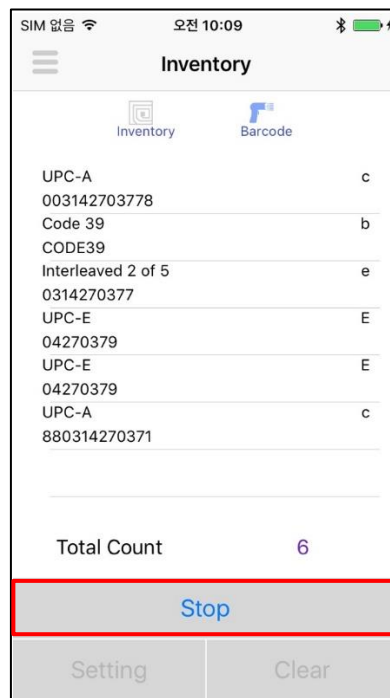 SIM 없음 오전 10:09
Inventory
Inventory Barcode
UPC-A c
003142703778
Code 39 b
CODE39
Interleaved 2 of 5 e
0314270377
UPC-E E
04270379
UPC-E E
04270379
UPC-A c
880314270371
Total Count 6
Stop
Setting Clear